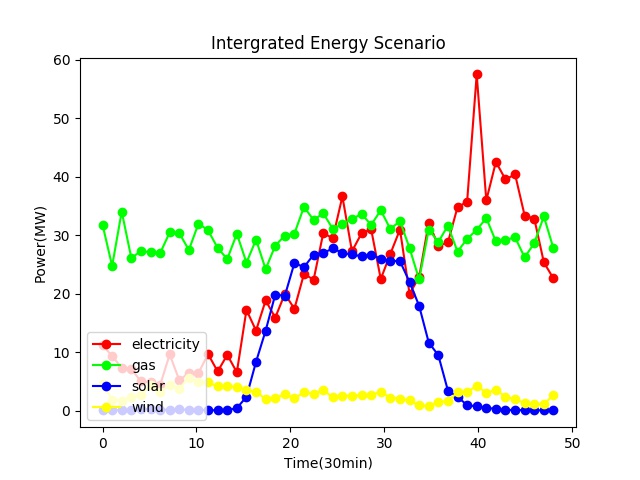 Intergrated Energy Scenario
60
50
40
30
20
10
0
Power(MW)
electricity
gas
solar
wind
0 10 20 30 40 50
Time(30min)